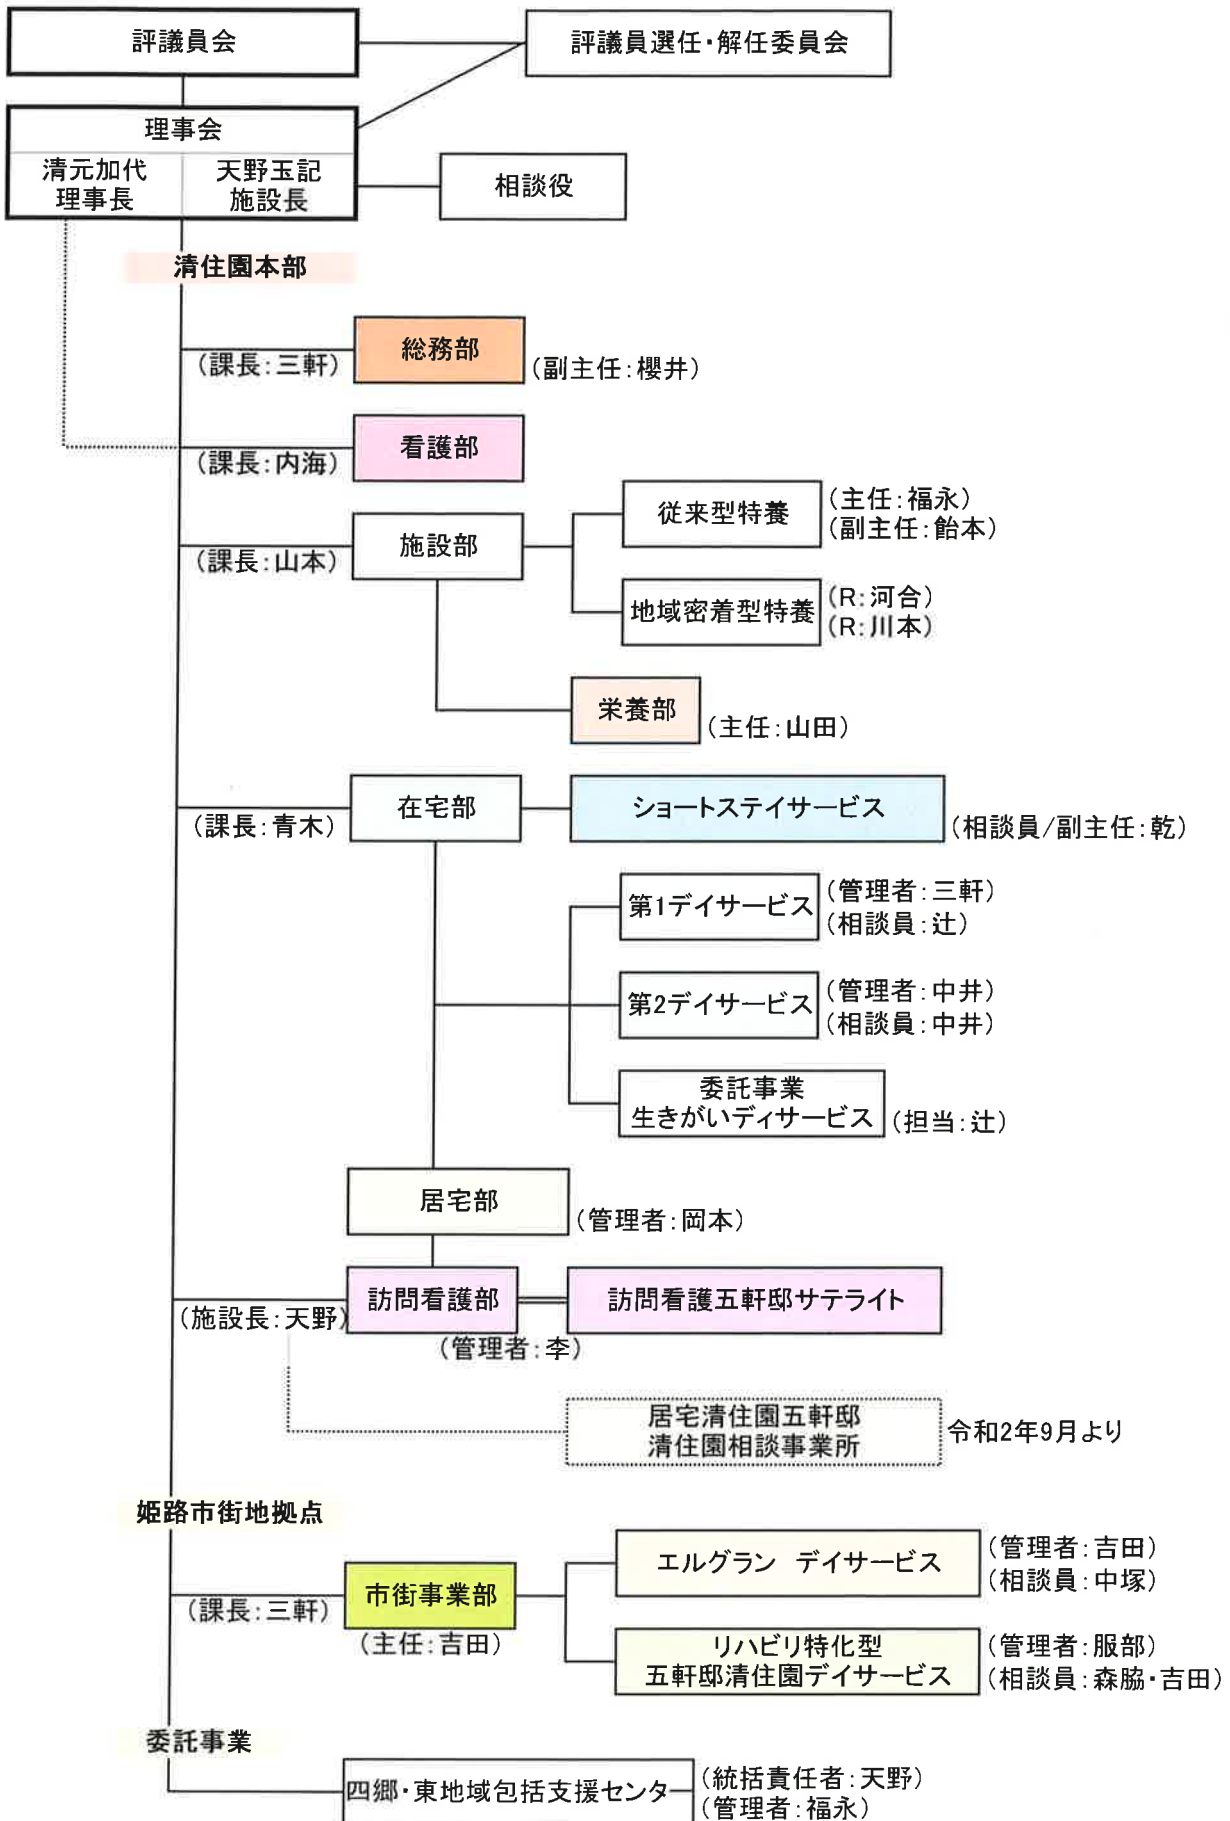 評議員会
評議員選任・解任委員会
理事会
清元加代
理事長
天野玉記
施設長
相談役
清住園本部
総務部
(課長:三軒)
(副主任:櫻井)
看護部
(課長:内海)
施設部
(課長:山本)
従来型特養
(主任:福永)
(副主任:飴本)
地域密着型特養
(R:河合)
(R:川本)
栄養部
(主任:山田)
在宅部
(課長:青木)
ショートステイサービス
(相談員/副主任:乾)
第1デイサービス
(管理者:三軒)
(相談員:辻)
第2デイサービス
(管理者:中井)
(相談員:中井)
委託事業
生きがいディサービス
(担当:辻)
居宅部
(管理者:岡本)
訪問看護部
訪問看護五軒邸サテライト
(施設長:天野)
(管理者:李)
居宅清住園五軒邸
清住園相談事業所
令和2年9月より
姫路市街地拠点
市街事業部
(課長:三軒)
(主任:吉田)
エルグラン デイサービス
(管理者:吉田)
(相談員:中塚)
リハビリ特化型
五軒邸清住園デイサービス
(管理者:服部)
(相談員:森脇・吉田)
委託事業
四郷・東地域包括支援センター
(統括責任者:天野)
(管理者:福永)